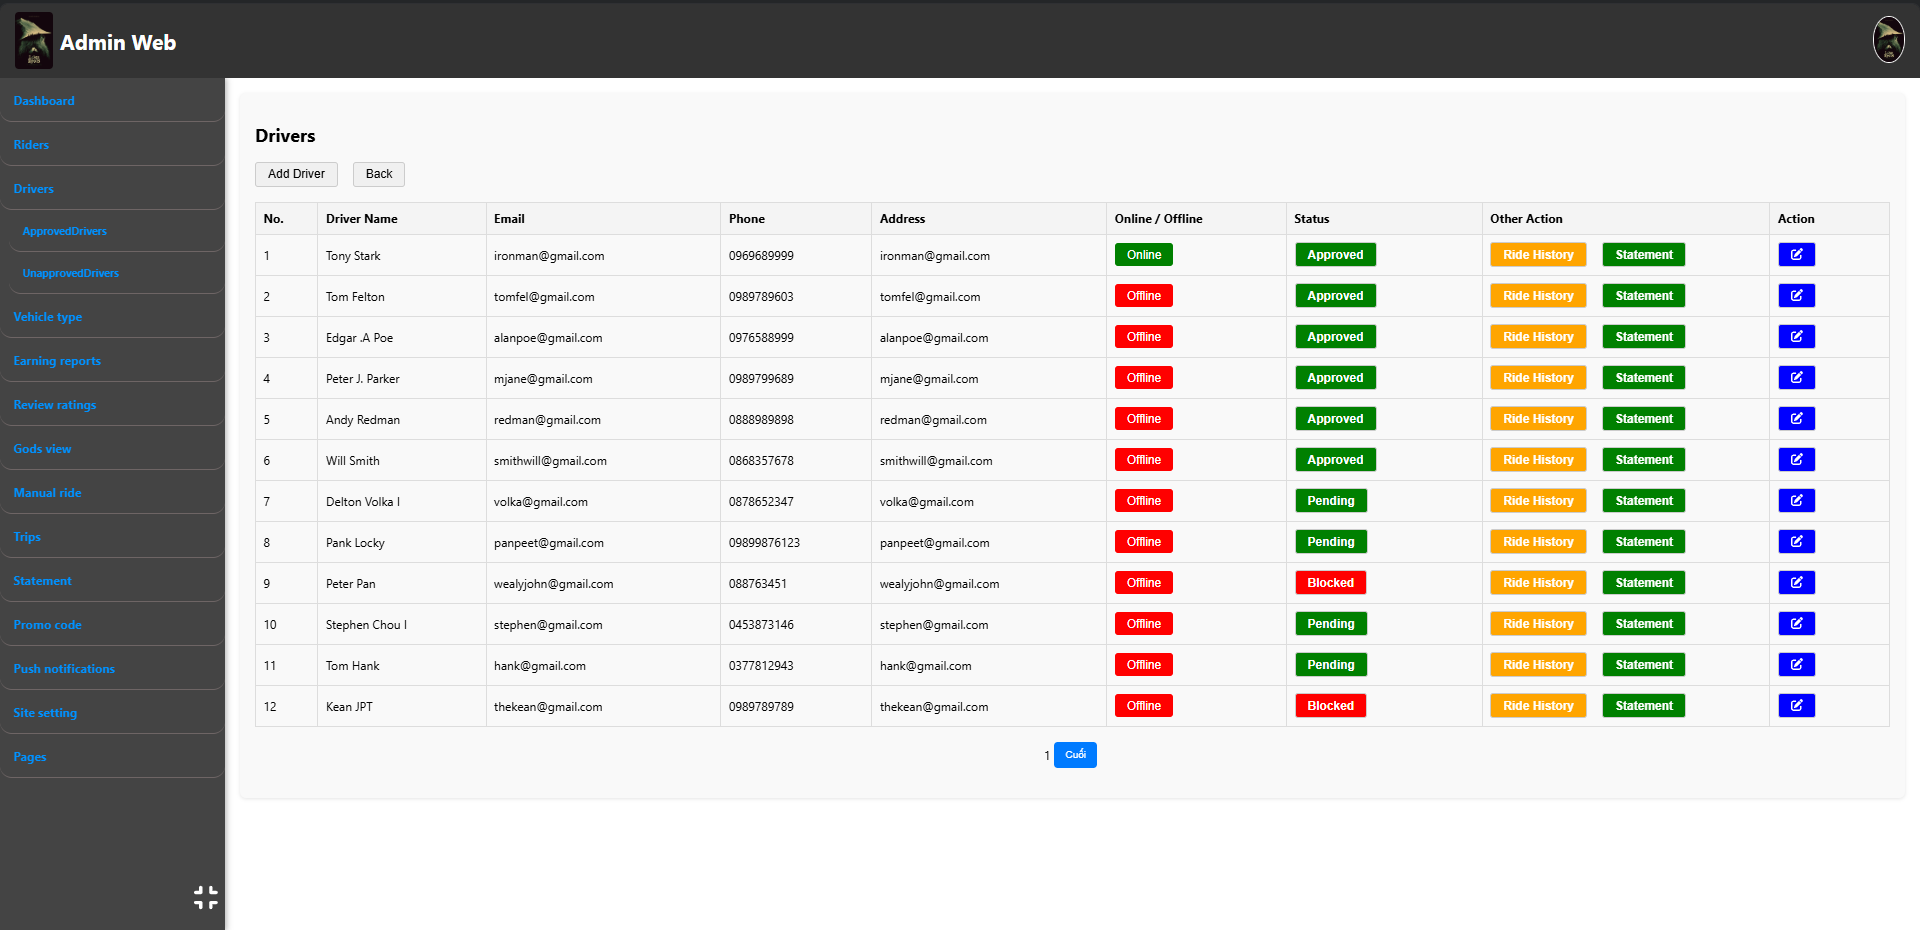 Admin Web
Dashboard
Riders
Drivers
ApprovedDrivers
UnapprovedDrivers
Vehicle type
Earning reports
Review ratings
Gods view
Manual ride
Trips
Statement
Promo code
Push notifications
Site setting
Pages
Drivers
Add Driver Back
No. Driver Name Email Phone Address Online / Offline Status Other Action Action
1 Tony Stark ironman@gmail.com 0969689999 ironman@gmail.com Online Approved Ride History Statement
2 Tom Felton tomfel@gmail.com 0989789603 tomfel@gmail.com Offline Approved Ride History Statement
3 Edgar .A Poe alanpoe@gmail.com 0976588999 alanpoe@gmail.com Offline Approved Ride History Statement
4 Peter J. Parker mjane@gmail.com 0989799689 mjane@gmail.com Offline Approved Ride History Statement
5 Andy Redman redman@gmail.com 0888989898 redman@gmail.com Offline Approved Ride History Statement
6 Will Smith smithwill@gmail.com 0868357678 smithwill@gmail.com Offline Approved Ride History Statement
7 Delton Volka I volka@gmail.com 0878652347 volka@gmail.com Offline Pending Ride History Statement
8 Pank Locky panpeet@gmail.com 09899876123 panpeet@gmail.com Offline Pending Ride History Statement
9 Peter Pan wealyjohn@gmail.com 088763451 wealyjohn@gmail.com Offline Blocked Ride History Statement
10 Stephen Chou I stephen@gmail.com 0453873146 stephen@gmail.com Offline Pending Ride History Statement
11 Tom Hank hank@gmail.com 0377812943 hank@gmail.com Offline Pending Ride History Statement
12 Kean JPT thekean@gmail.com 0989789789 thekean@gmail.com Offline Blocked Ride History Statement
1 Cuối